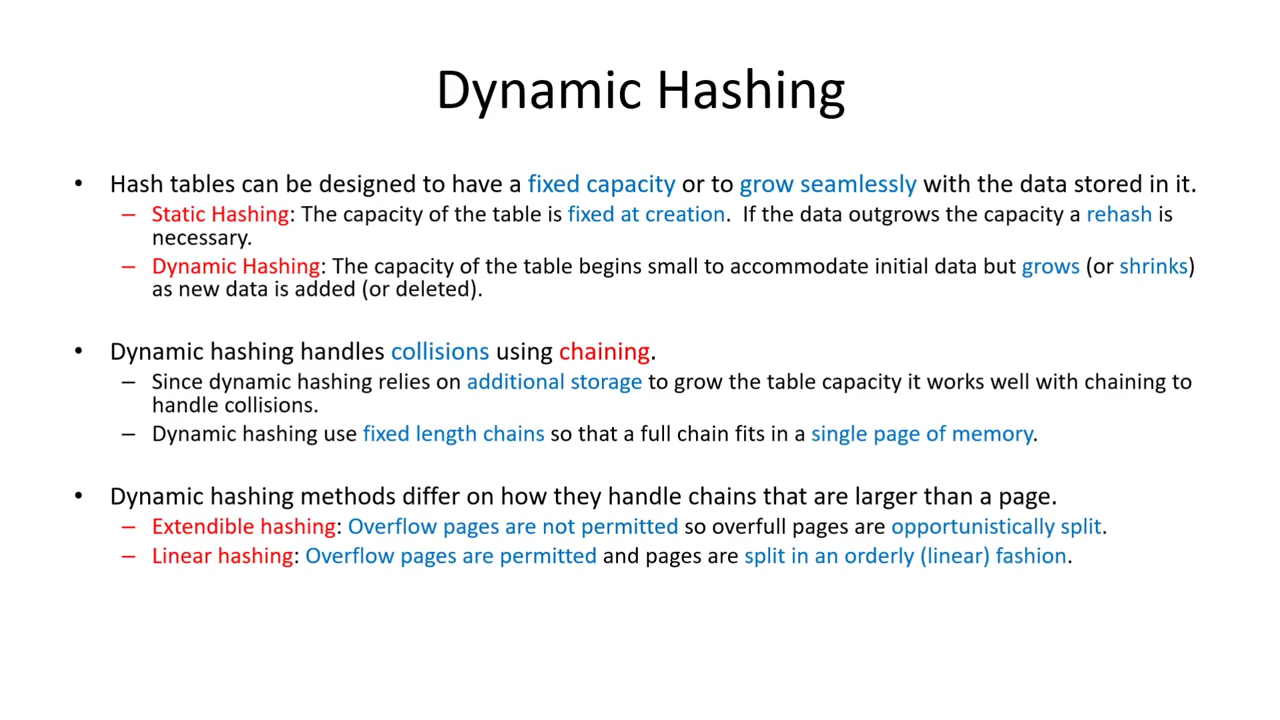 Dynamic Hashing
• Hash tables can be designed to have a fixed capacity or to grow seamlessly with the data stored in it.
– Static Hashing: The capacity of the table is fixed at creation.  If the data outgrows the capacity a rehash is
necessary.
– Dynamic Hashing: The capacity of the table begins small to accommodate initial data but grows (or shrinks)
as new data is added (or deleted).
• Dynamic hashing handles collisions using chaining.
– Since dynamic hashing relies on additional storage to grow the table capacity it works well with chaining to
handle collisions.
– Dynamic hashing use fixed length chains so that a full chain fits in a single page of memory.
• Dynamic hashing methods differ on how they handle chains that are larger than a page.
– Extendible hashing: Overflow pages are not permitted so overfull pages are opportunistically split.
– Linear hashing: Overflow pages are permitted and pages are split in an orderly (linear) fashion.